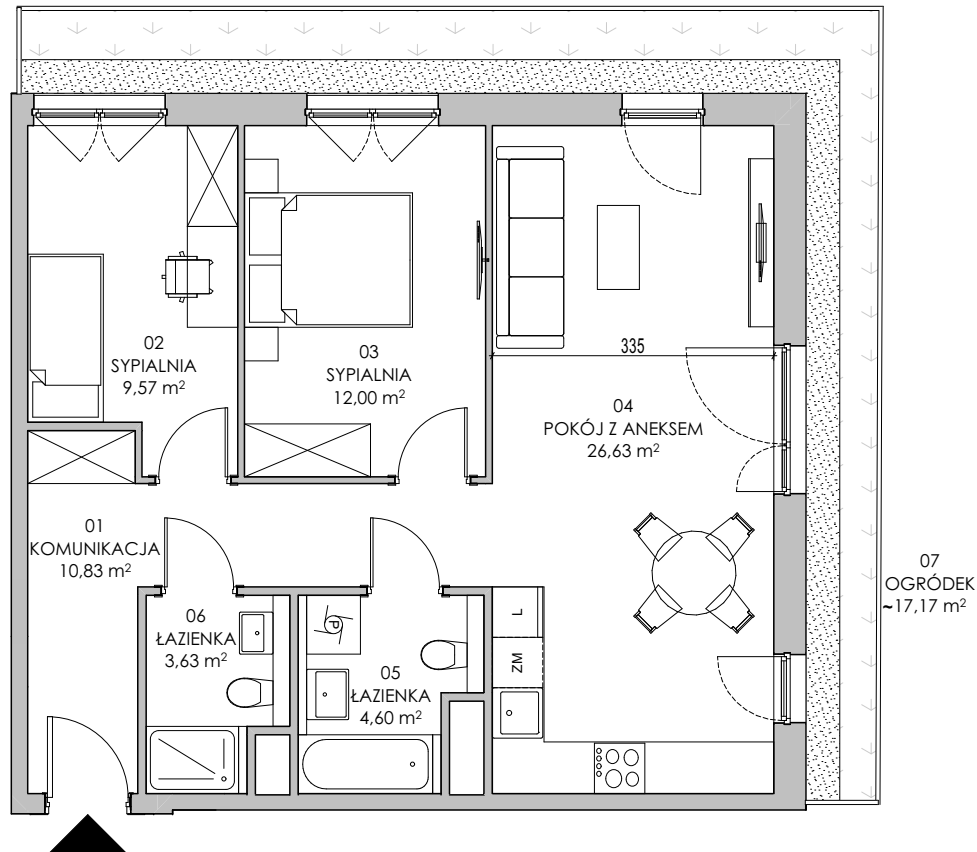 02
SYPIALNIA
9,57 m²
03
SYPIALNIA
12,00 m²
335
04
POKÓJ Z ANEKSEM
26,63 m²
01
KOMUNIKACJA
10,83 m²
07
OGRÓDEK
~17,17 m²
06
ŁAZIENKA
3,63 m²
P
05
ŁAZIENKA
4,60 m²
L
ZM